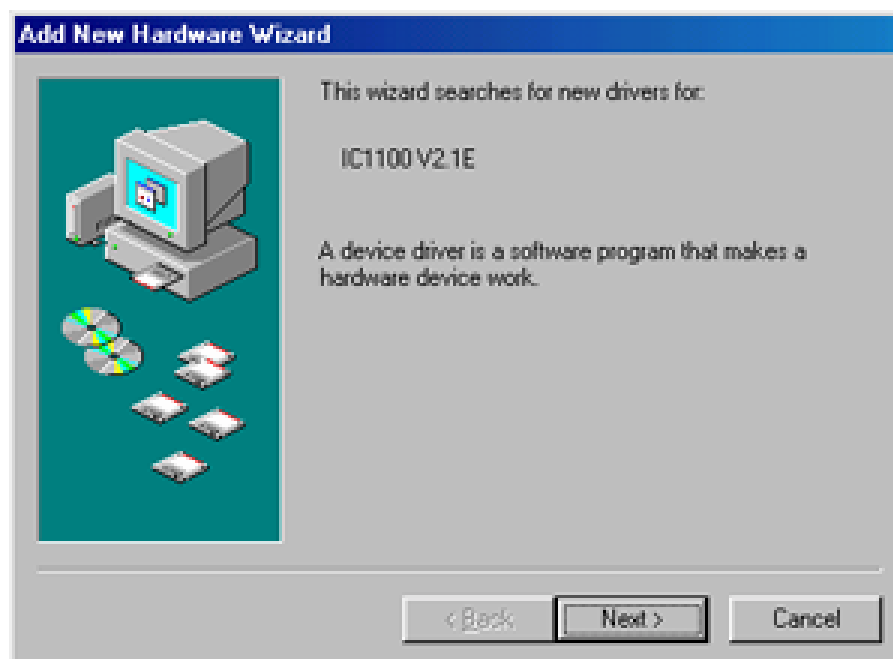 Add New Hardware Wizard
This wizard searches for new drivers for:
IC1100 V2.1E
A device driver is a software program that makes a
hardware device work.
< Back
Next >
Cancel